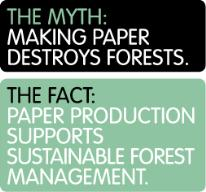 THE MYTH:
MAKING PAPER
DESTROYS FORESTS.
THE FACT:
PAPER PRODUCTION
SUPPORTS
SUSTAINABLE FOREST
MANAGEMENT.